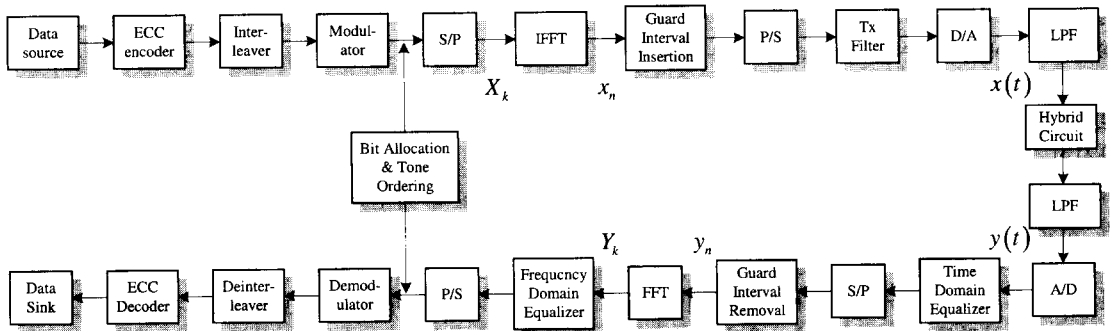 Data
source
ECC
encoder
Inter-
leaver
Modul-
ator
S/P
IFFT
Guard
Interval
Insertion
P/S
Tx
Filter
D/A
LPF
X_k
x_n
x(t)
Hybrid
Circuit
Bit Allocation
& Tone
Ordering
LPF
Y_k
y_n
y(t)
Data
Sink
ECC
Decoder
Deinter-
leaver
Demod-
ulator
P/S
Frequcncy
Domain
Equalizer
FFT
Guard
Interval
Removal
S/P
Time
Domain
Equalizer
A/D